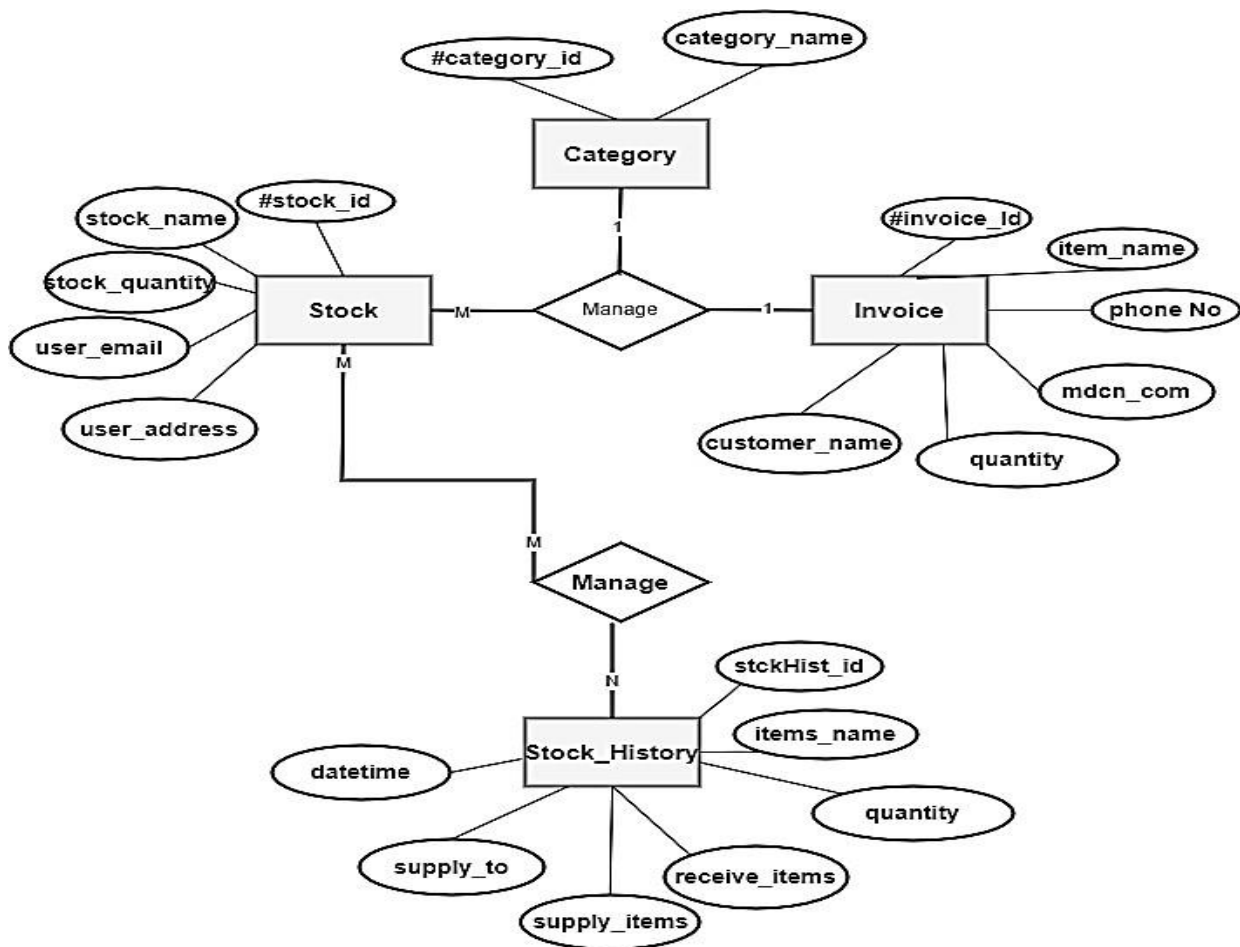 category_name
#category_id
Category
#stock_id
stock_name
1
#invoice_Id
item_name
stock_quantity
Stock
M
Manage
1
Invoice
phone No
user_email
M
mdcn_com
user_address
customer_name
quantity
M
Manage
stckHist_id
N
items_name
Stock_History
datetime
quantity
supply_to
receive_items
supply_items